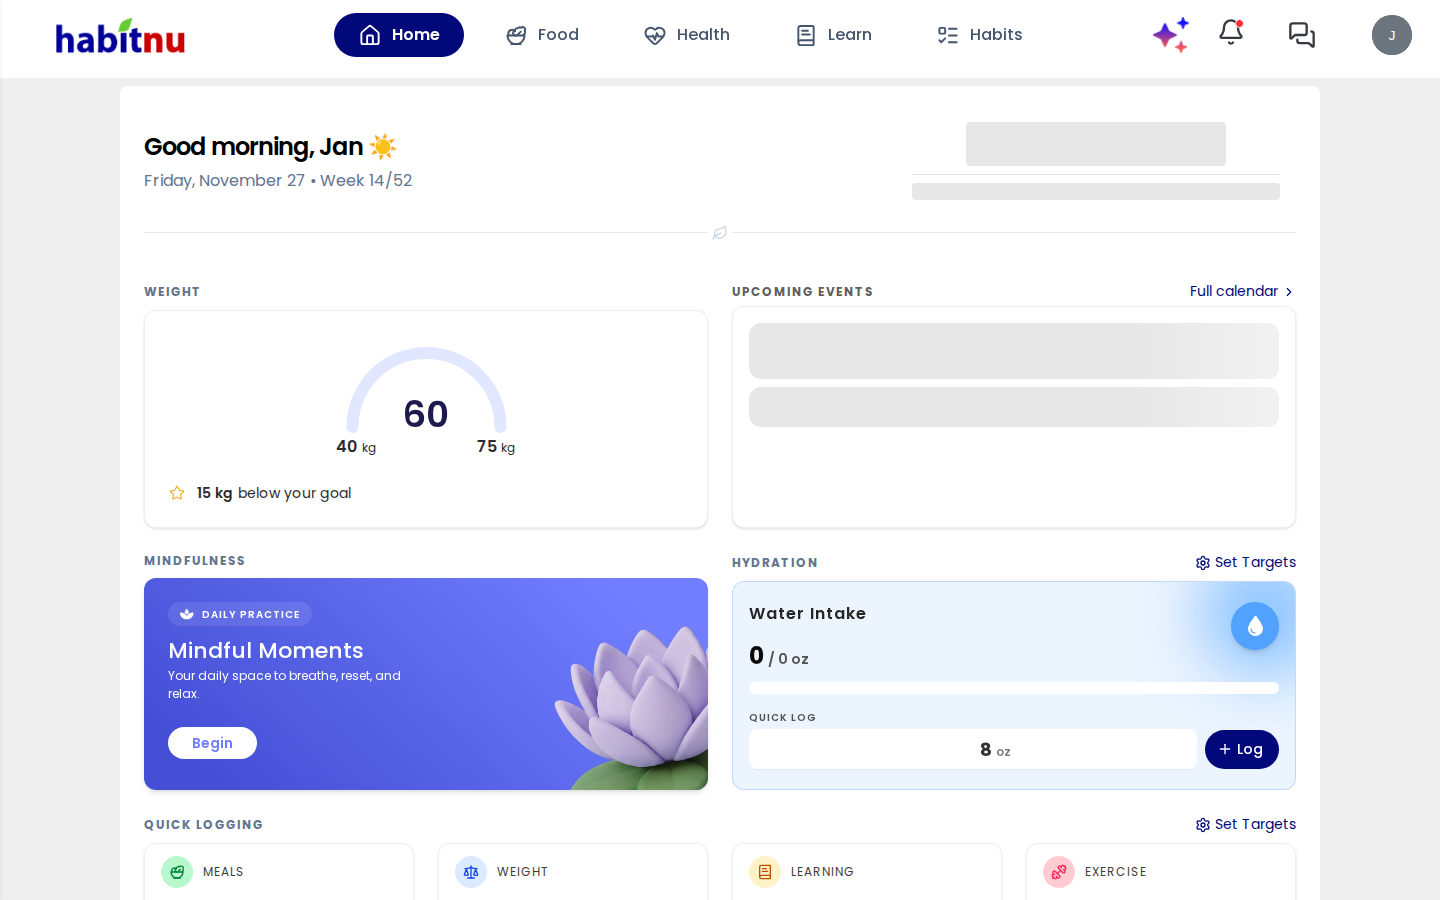 habitnu
Home
Food
Health
Learn
Habits
J
Good morning, Jan
Friday, November 27 • Week 14/52
WEIGHT
60
40 kg
75 kg
15 kg below your goal
UPCOMING EVENTS
Full calendar
MINDFULNESS
DAILY PRACTICE
Mindful Moments
Your daily space to breathe, reset, and
relax.
Begin
HYDRATION
Set Targets
Water Intake
0 / 0 oz
QUICK LOG
8 oz
+ Log
QUICK LOGGING
Set Targets
MEALS
WEIGHT
LEARNING
EXERCISE